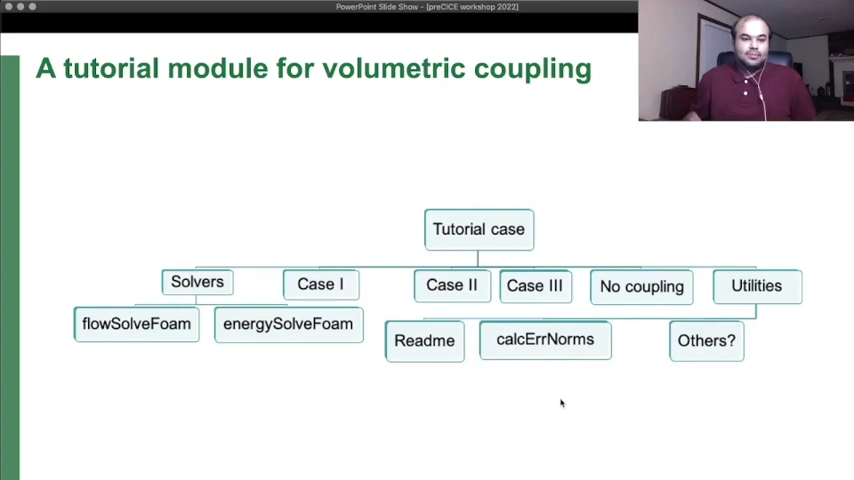 PowerPoint Slide Show - [preCICE workshop 2022]
A tutorial module for volumetric coupling
Tutorial case
Solvers
Case I
Case II
Case III
No coupling
Utilities
flowSolveFoam
energySolveFoam
Readme
calcErrNorms
Others?